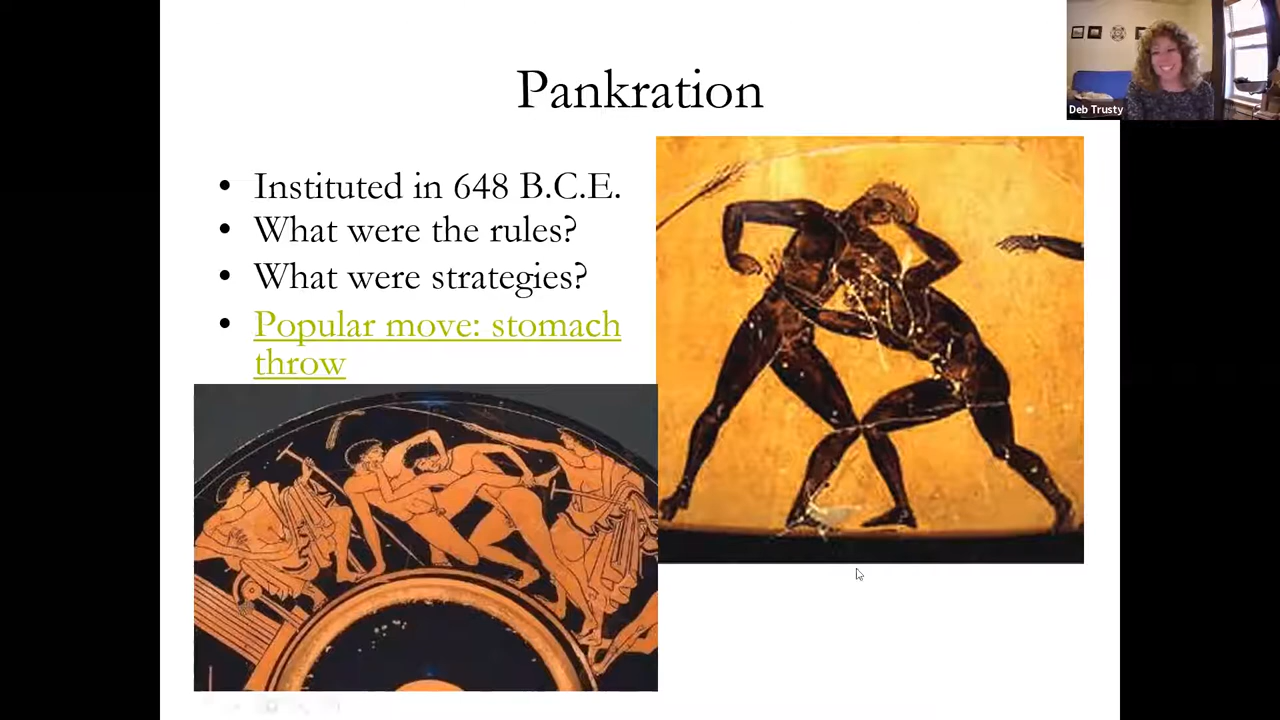 Pankration
Deb Trusty
• Instituted in 648 B.C.E.
• What were the rules?
• What were strategies?
• Popular move: stomach
throw